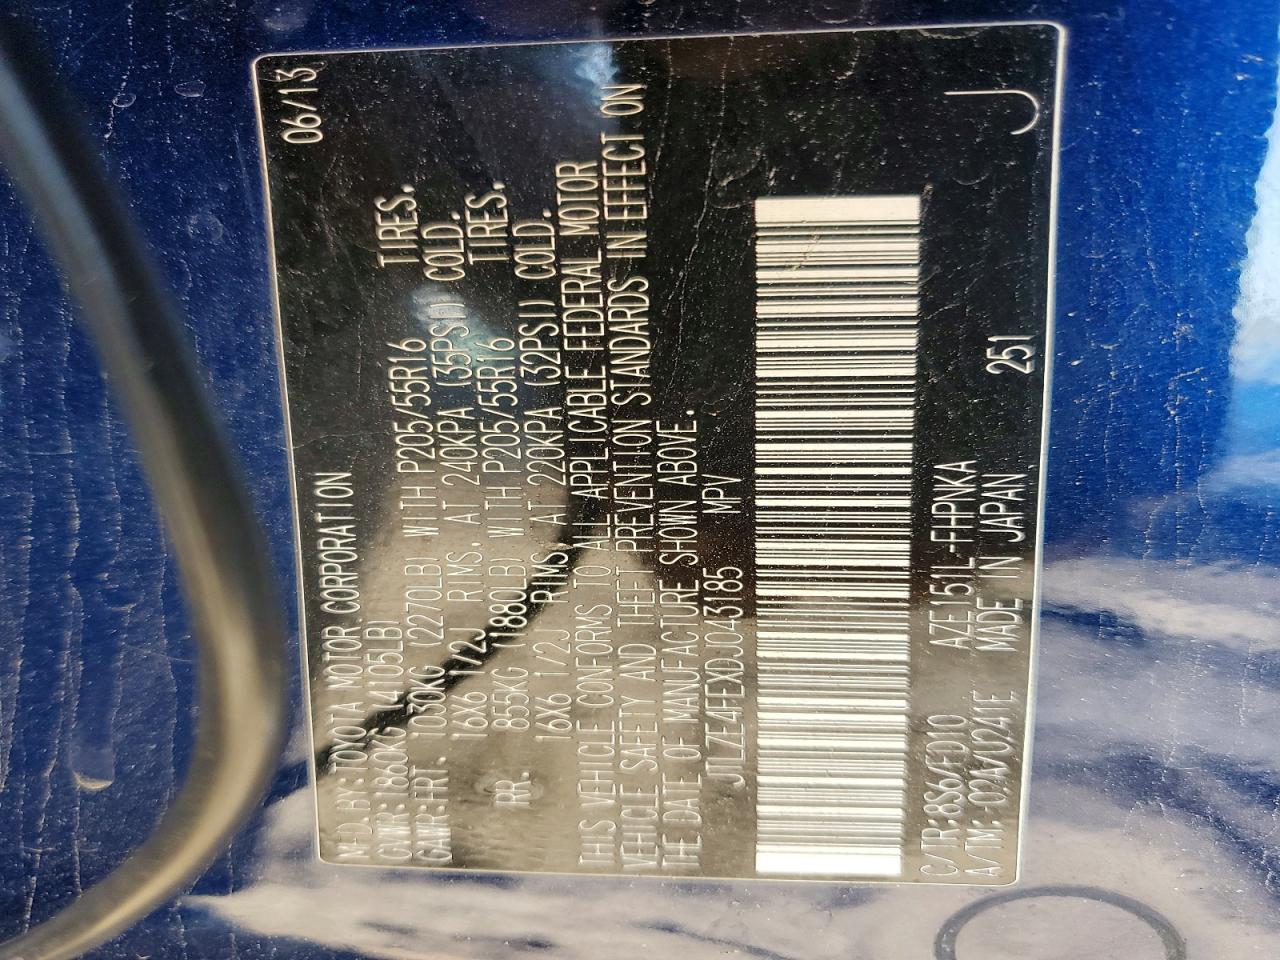 MFD.BY:TOYOTA MOTOR CORPORATION 06/13
GVWR:1860KG(4105LB)
GAWR:FRT. 1030KG(2270LB) WITH P205/55R16 TIRES.
16X6 1/2J RIMS, AT 240KPA (35PSI) COLD.
RR. 855KG(1880LB) WITH P205/55R16 TIRES.
16X6 1/2J RIMS, AT 220KPA (32PSI) COLD.
THIS VEHICLE CONFORMS TO ALL APPLICABLE FEDERAL MOTOR
VEHICLE SAFETY AND THEFT PREVENTION STANDARDS IN EFFECT ON
THE DATE OF MANUFACTURE SHOWN ABOVE.
JTLZE4FEXDJ043185 MPV
C/TR:8S6/FD10 AZE151L-FHPNKA
A/TM:-02A/U241E MADE IN JAPAN 251 J